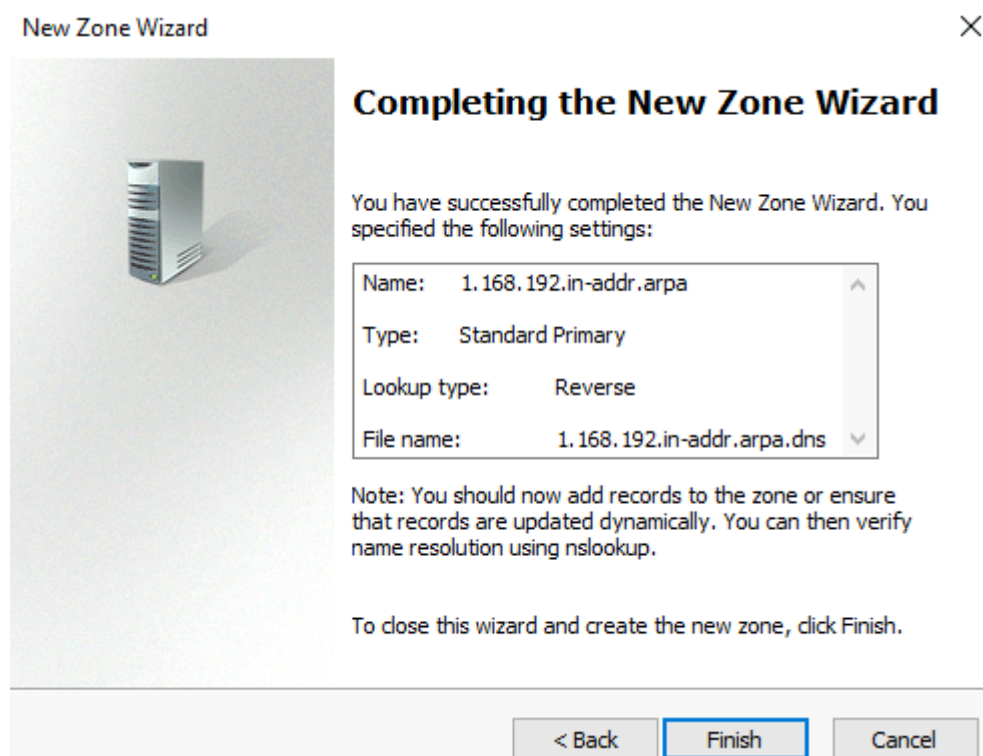 New Zone Wizard
Completing the New Zone Wizard
You have successfully completed the New Zone Wizard. You
specified the following settings:
Name: 1.168.192.in-addr.arpa
Type: Standard Primary
Lookup type: Reverse
File name: 1.168.192.in-addr.arpa.dns
Note: You should now add records to the zone or ensure
that records are updated dynamically. You can then verify
name resolution using nslookup.
To close this wizard and create the new zone, click Finish.
< Back Finish Cancel